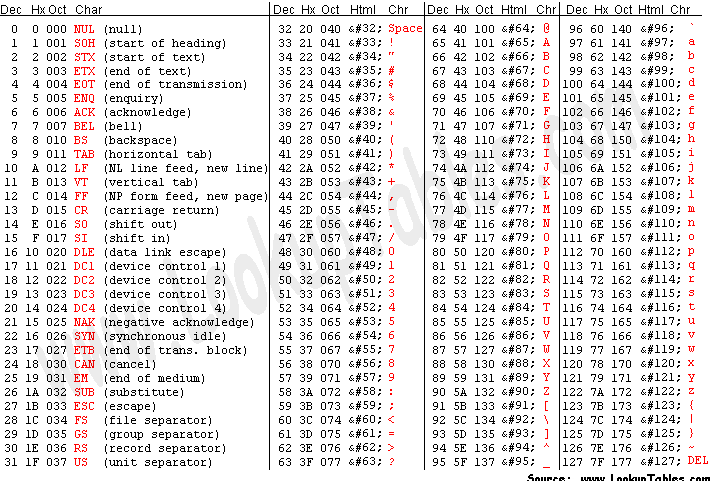 Dec Hx Oct Char Dec Hx Oct Html Chr Dec Hx Oct Html Chr Dec Hx Oct Html Chr
0 0 000 NUL (null) 32 20 040 &#32; Space 64 40 100 &#64; @ 96 60 140 &#96; `
1 1 001 SOH (start of heading) 33 21 041 &#33; ! 65 41 101 &#65; A 97 61 141 &#97; a
2 2 002 STX (start of text) 34 22 042 &#34; " 66 42 102 &#66; B 98 62 142 &#98; b
3 3 003 ETX (end of text) 35 23 043 &#35; # 67 43 103 &#67; C 99 63 143 &#99; c
4 4 004 EOT (end of transmission) 36 24 044 &#36; $ 68 44 104 &#68; D 100 64 144 &#100; d
5 5 005 ENQ (enquiry) 37 25 045 &#37; % 69 45 105 &#69; E 101 65 145 &#101; e
6 6 006 ACK (acknowledge) 38 26 046 &#38; & 70 46 106 &#70; F 102 66 146 &#102; f
7 7 007 BEL (bell) 39 27 047 &#39; ' 71 47 107 &#71; G 103 67 147 &#103; g
8 8 010 BS (backspace) 40 28 050 &#40; ( 72 48 110 &#72; H 104 68 150 &#104; h
9 9 011 TAB (horizontal tab) 41 29 051 &#41; ) 73 49 111 &#73; I 105 69 151 &#105; i
10 A 012 LF (NL line feed, new line) 42 2A 052 &#42; * 74 4A 112 &#74; J 106 6A 152 &#106; j
11 B 013 VT (vertical tab) 43 2B 053 &#43; + 75 4B 113 &#75; K 107 6B 153 &#107; k
12 C 014 FF (NP form feed, new page) 44 2C 054 &#44; , 76 4C 114 &#76; L 108 6C 154 &#108; l
13 D 015 CR (carriage return) 45 2D 055 &#45; - 77 4D 115 &#77; M 109 6D 155 &#109; m
14 E 016 SO (shift out) 46 2E 056 &#46; . 78 4E 116 &#78; N 110 6E 156 &#110; n
15 F 017 SI (shift in) 47 2F 057 &#47; / 79 4F 117 &#79; O 111 6F 157 &#111; o
16 10 020 DLE (data link escape) 48 30 060 &#48; 0 80 50 120 &#80; P 112 70 160 &#112; p
17 11 021 DC1 (device control 1) 49 31 061 &#49; 1 81 51 121 &#81; Q 113 71 161 &#113; q
18 12 022 DC2 (device control 2) 50 32 062 &#50; 2 82 52 122 &#82; R 114 72 162 &#114; r
19 13 023 DC3 (device control 3) 51 33 063 &#51; 3 83 53 123 &#83; S 115 73 163 &#115; s
20 14 024 DC4 (device control 4) 52 34 064 &#52; 4 84 54 124 &#84; T 116 74 164 &#116; t
21 15 025 NAK (negative acknowledge) 53 35 065 &#53; 5 85 55 125 &#85; U 117 75 165 &#117; u
22 16 026 SYN (synchronous idle) 54 36 066 &#54; 6 86 56 126 &#86; V 118 76 166 &#118; v
23 17 027 ETB (end of trans. block) 55 37 067 &#55; 7 87 57 127 &#87; W 119 77 167 &#119; w
24 18 030 CAN (cancel) 56 38 070 &#56; 8 88 58 130 &#88; X 120 78 170 &#120; x
25 19 031 EM (end of medium) 57 39 071 &#57; 9 89 59 131 &#89; Y 121 79 171 &#121; y
26 1A 032 SUB (substitute) 58 3A 072 &#58; : 90 5A 132 &#90; Z 122 7A 172 &#122; z
27 1B 033 ESC (escape) 59 3B 073 &#59; ; 91 5B 133 &#91; [ 123 7B 173 &#123; {
28 1C 034 FS (file separator) 60 3C 074 &#60; < 92 5C 134 &#92; \ 124 7C 174 &#124; |
29 1D 035 GS (group separator) 61 3D 075 &#61; = 93 5D 135 &#93; ] 125 7D 175 &#125; }
30 1E 036 RS (record separator) 62 3E 076 &#62; > 94 5E 136 &#94; ^ 126 7E 176 &#126; ~
31 1F 037 US (unit separator) 63 3F 077 &#63; ? 95 5F 137 &#95; _ 127 7F 177 &#127; DEL
Source: www.LookupTables.com